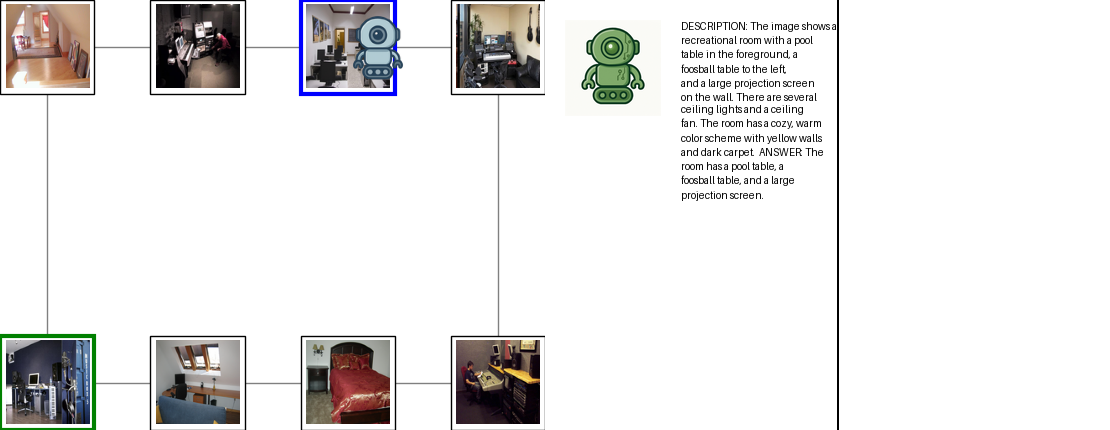 DESCRIPTION: The image shows a
recreational room with a pool
table in the foreground, a
foosball table to the left,
and a large projection screen
on the wall. There are several
ceiling lights and a ceiling
fan. The room has a cozy, warm
color scheme with yellow walls
and dark carpet. ANSWER: The
room has a pool table, a
foosball table, and a large
projection screen.